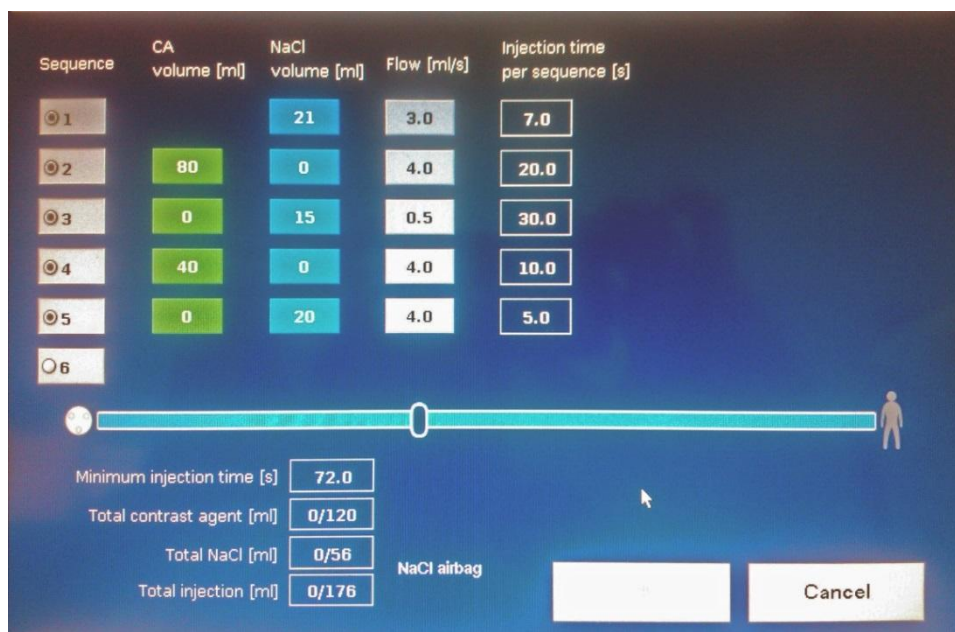 Sequence CA volume [ml] NaCl volume [ml] Flow [ml/s] Injection time per sequence [s]
1 21 3.0 7.0
2 80 0 4.0 20.0
3 0 15 0.5 30.0
4 40 0 4.0 10.0
5 0 20 4.0 5.0
6
Minimum injection time [s] 72.0
Total contrast agent [ml] 0/120
Total NaCl [ml] 0/56
NaCl airbag
Total injection [ml] 0/176
Cancel